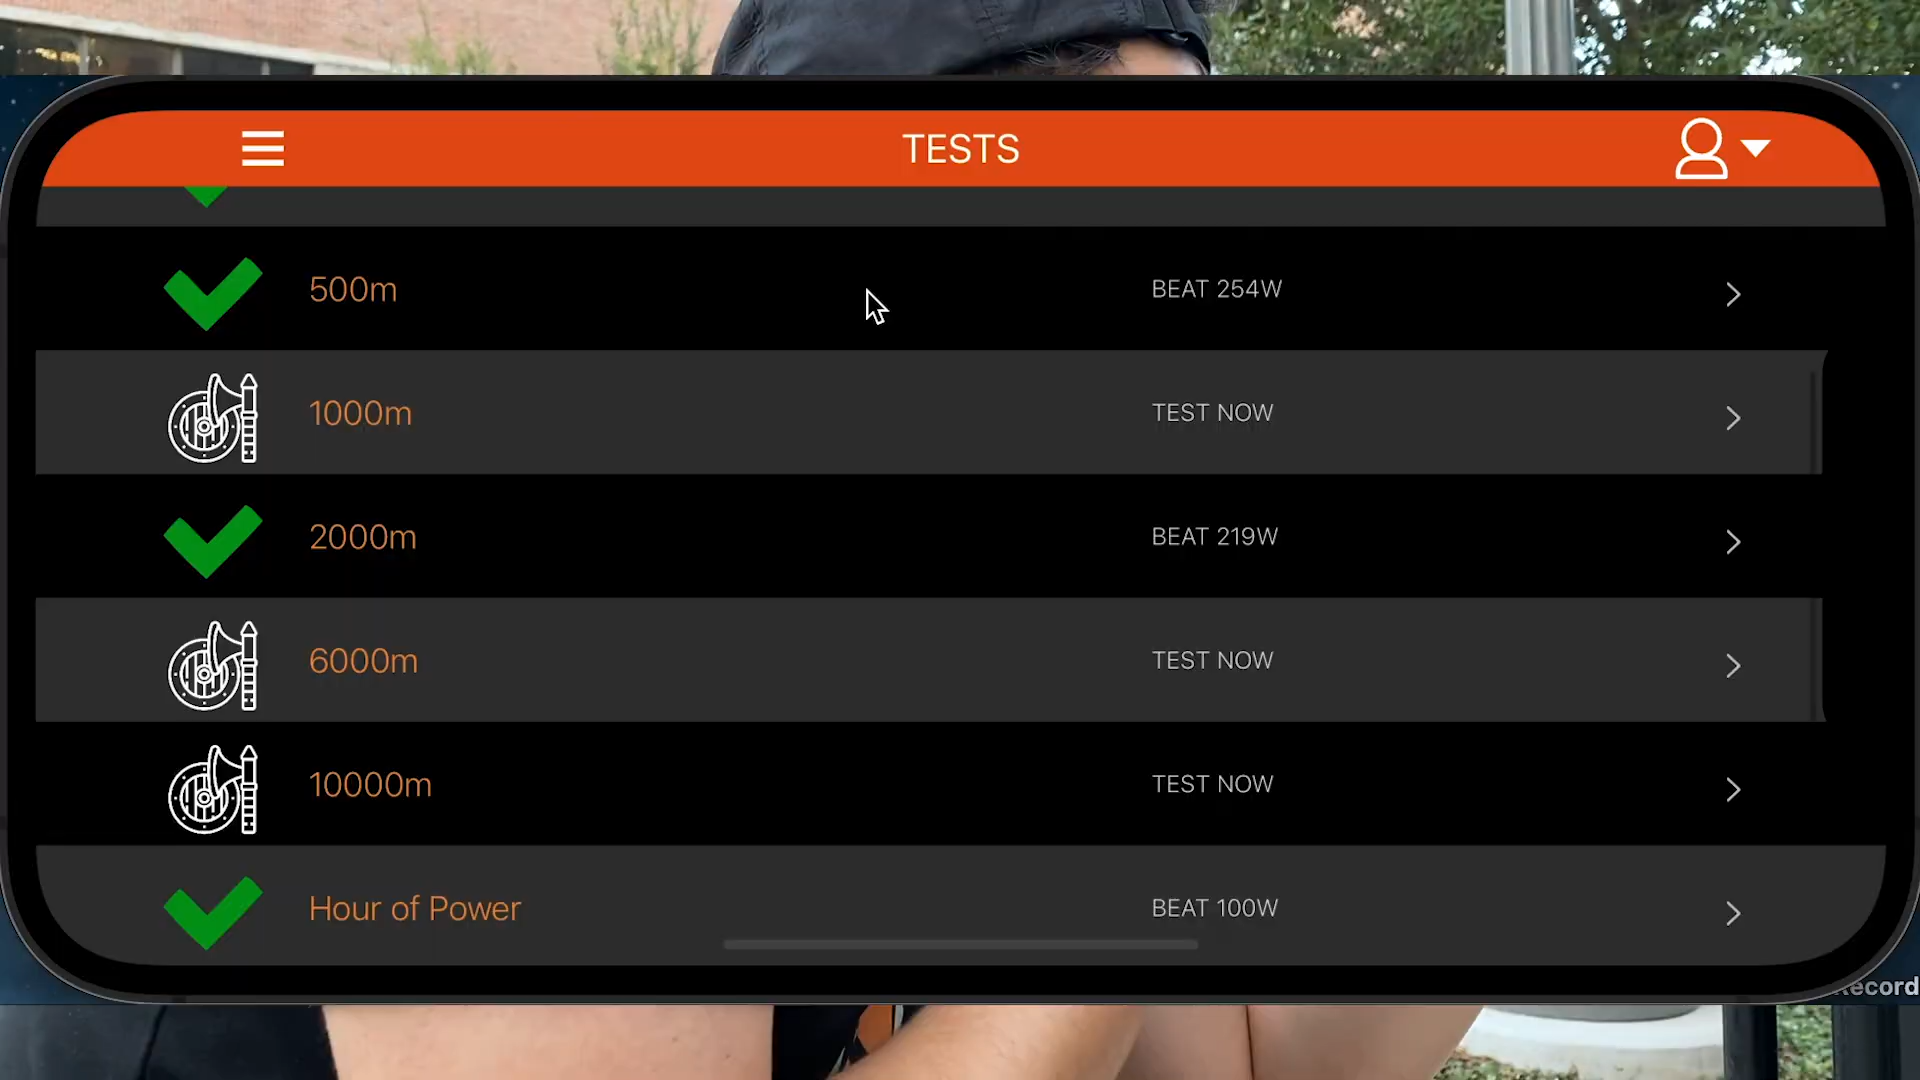 TESTS
500m BEAT 254W
1000m TEST NOW
2000m BEAT 219W
6000m TEST NOW
10000m TEST NOW
Hour of Power BEAT 100W
Record